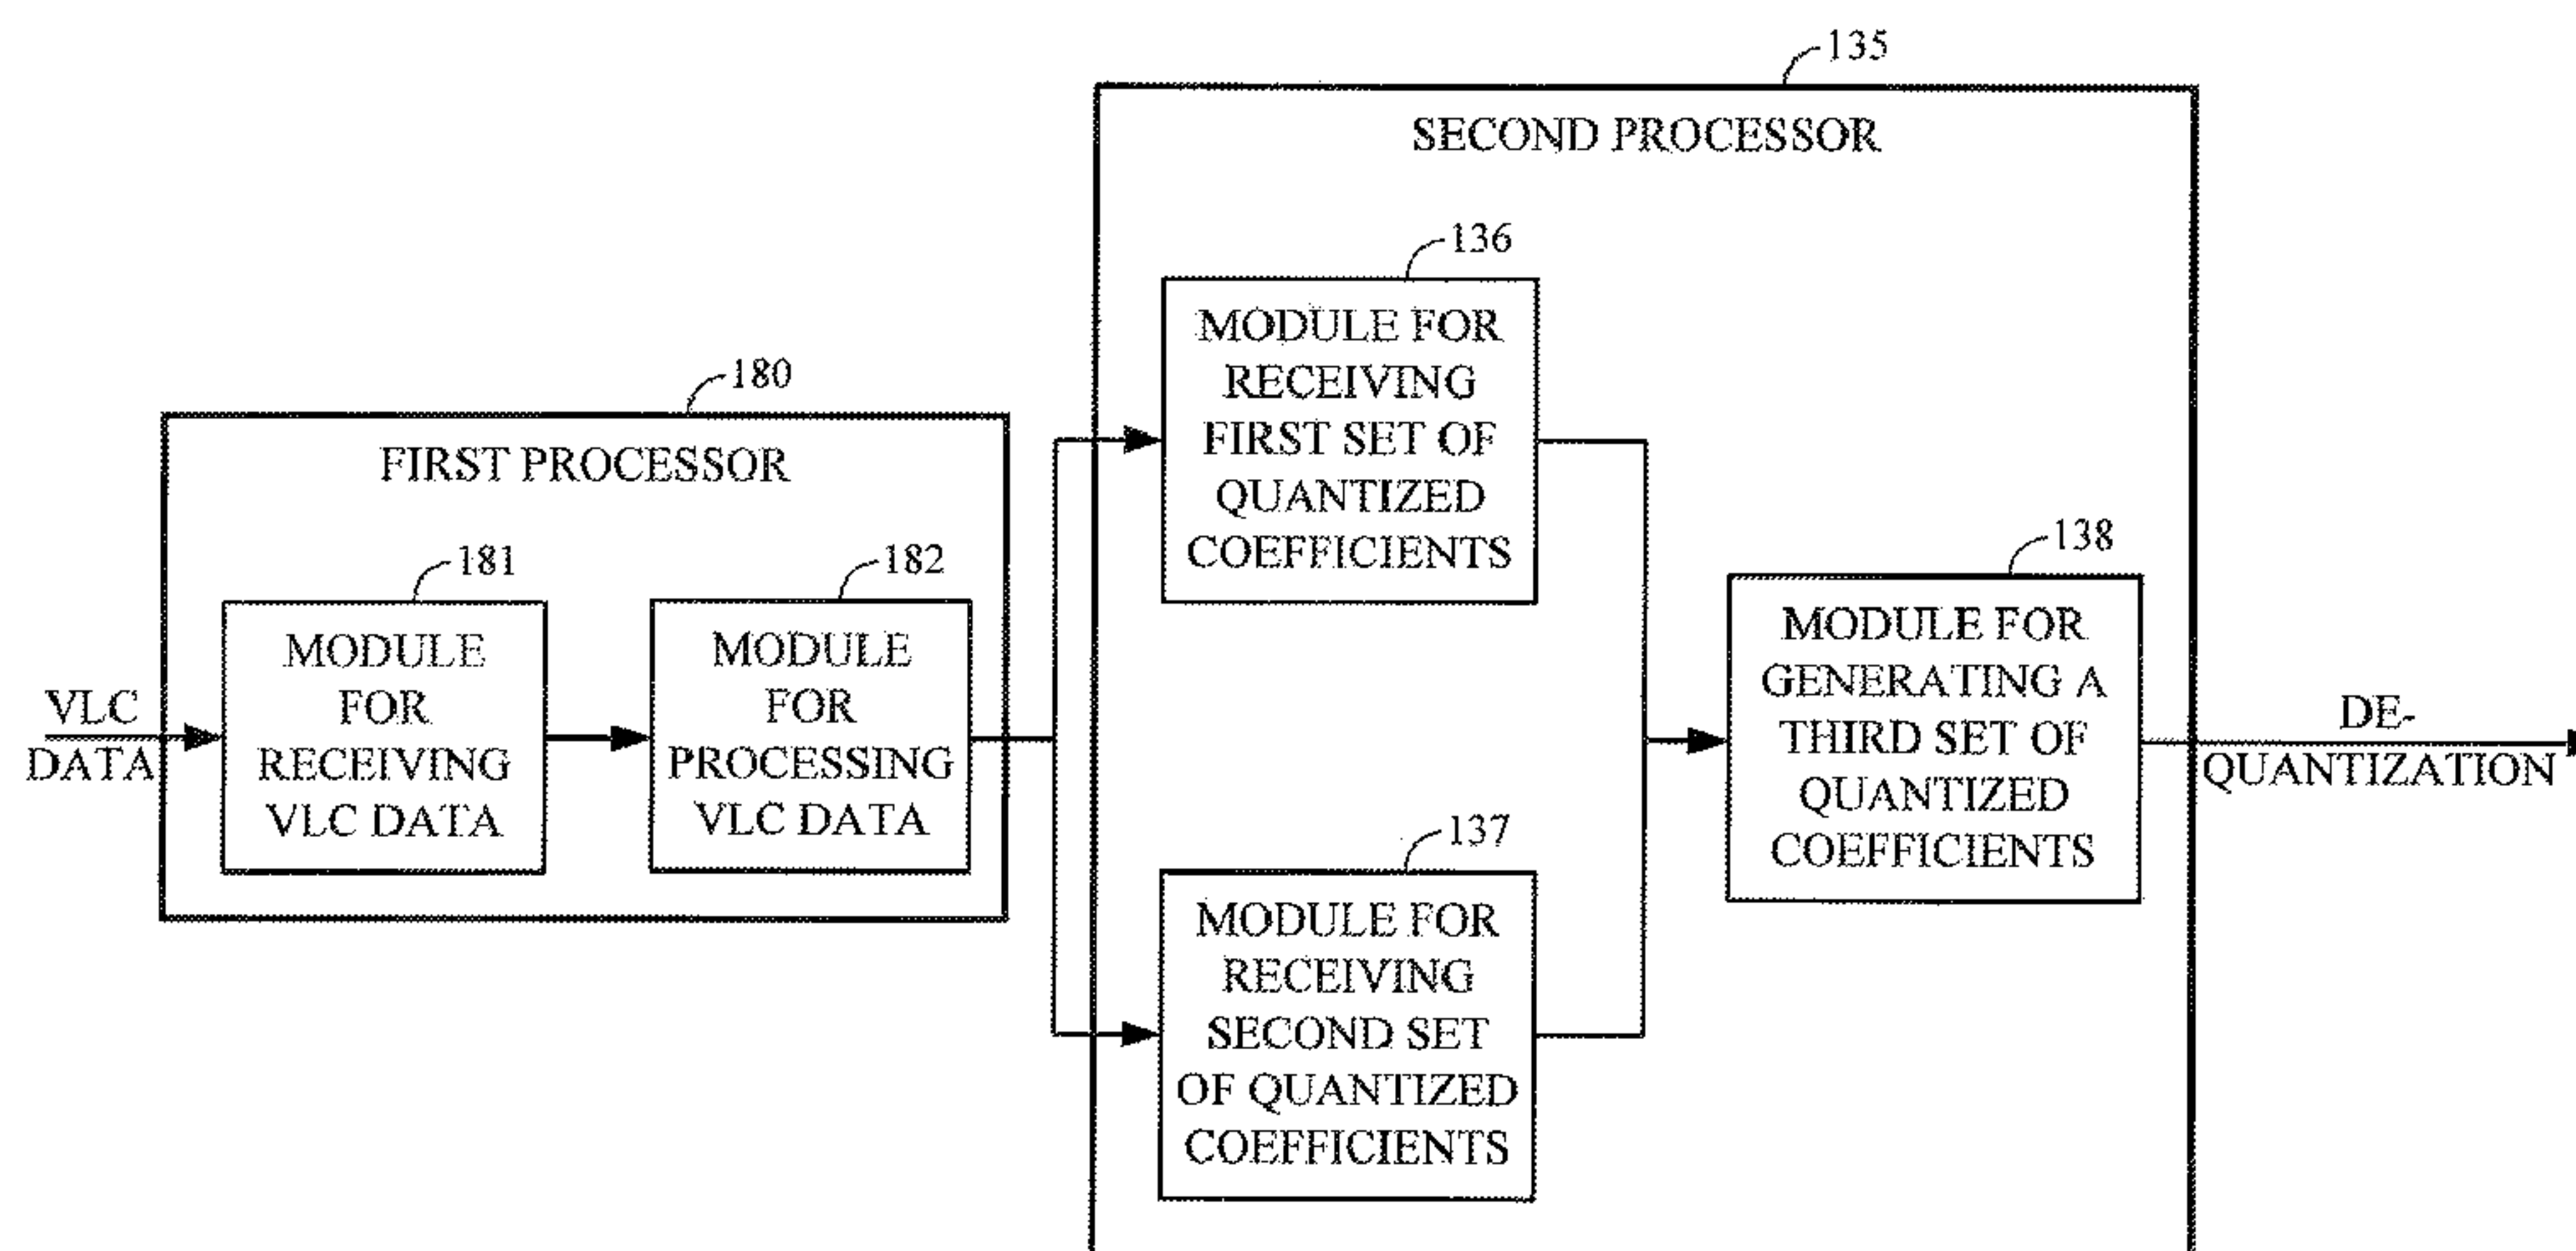 135
SECOND PROCESSOR
136
MODULE FOR
RECEIVING
FIRST SET OF
QUANTIZED
COEFFICIENTS
180
FIRST PROCESSOR
181
MODULE
FOR
RECEIVING
VLC DATA
182
MODULE
FOR
PROCESSING
VLC DATA
VLC
DATA
138
MODULE FOR
GENERATING A
THIRD SET OF
QUANTIZED
COEFFICIENTS
DE-
QUANTIZATION
137
MODULE FOR
RECEIVING
SECOND SET
OF QUANTIZED
COEFFICIENTS